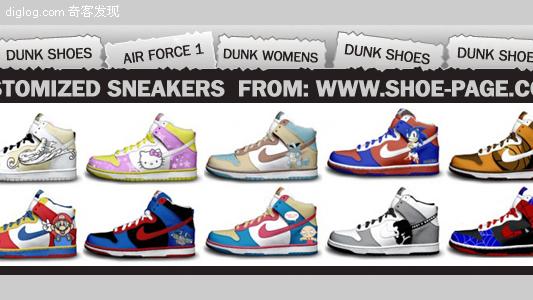 diglog.com 奇客发现
DUNK SHOES
AIR FORCE 1
DUNK WOMENS
DUNK SHOES
DUNK SHOE
STOMIZED SNEAKERS FROM: WWW.SHOE-PAGE.CO